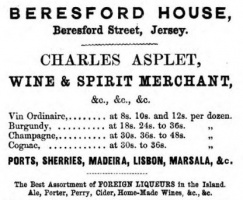 BERESFORD HOUSE,
Beresford Street, Jersey.
CHARLES ASPLET,
WINE & SPIRIT MERCHANT,
&c., &c., &c.
Vin Ordinaire,........ at 8s. 10s. and 12s. per dozen.
Burgundy, .......... at 18s. 24s. to 36s. „
Champagne,......... at 30s. 36s. to 48s. „
Cognac,............... at 30s. to 36s. „
PORTS, SHERRIES, MADEIRA, LISBON, MARSALA, &c.
The Best Assortment of FOREIGN LIQUEURS in the Island.
Ale, Porter, Perry, Cider, Home-Made Wines, &c., &c.